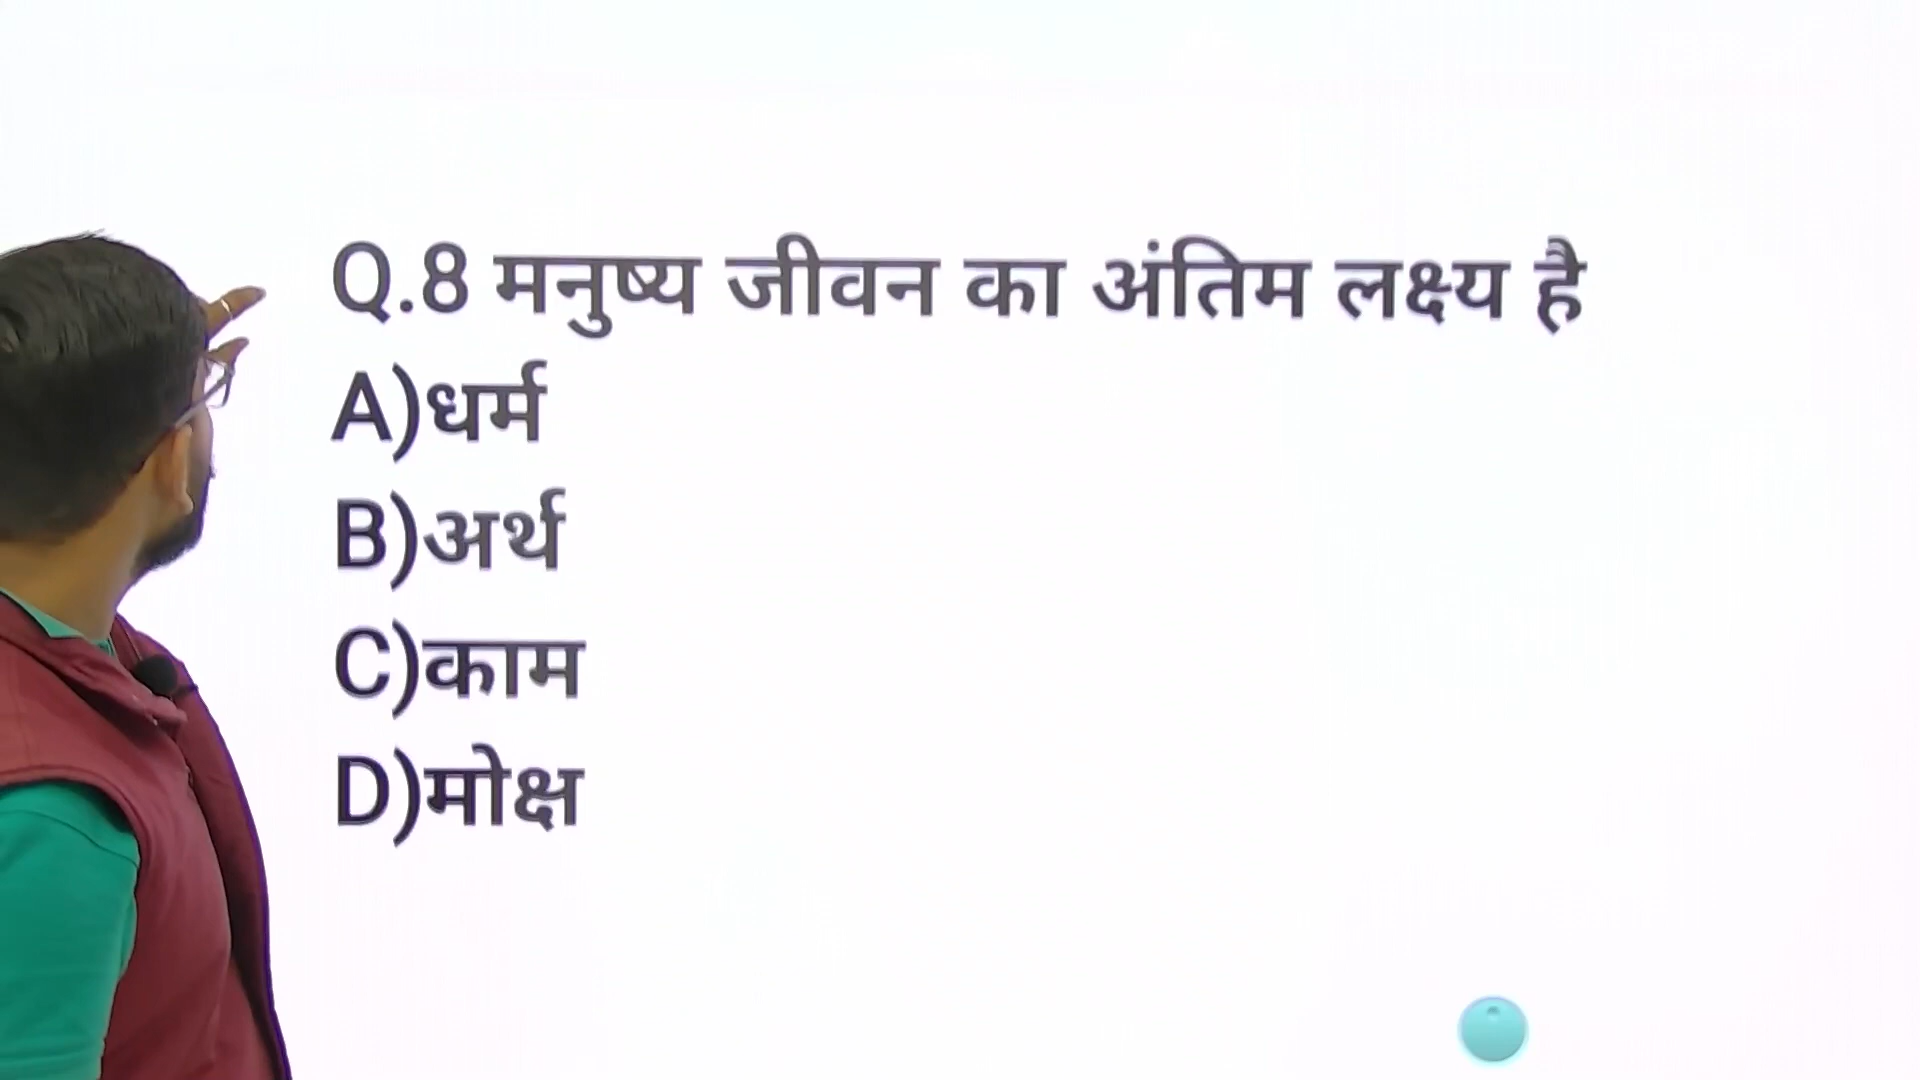 Q.8 मनुष्य जीवन का अंतिम लक्ष्य है
A)धर्म
B)अर्थ
C)काम
D)मोक्ष